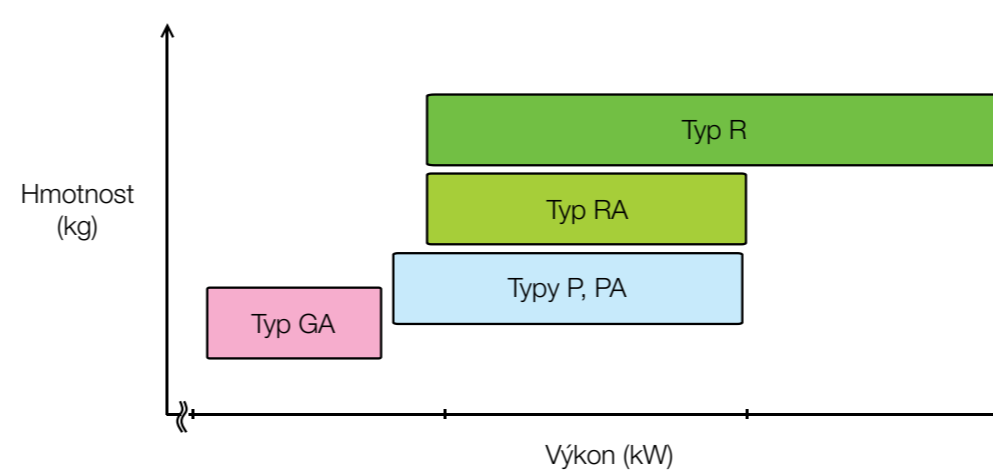 Typ R
Hmotnost
(kg)
Typ RA
Typy P, PA
Typ GA
Výkon (kW)